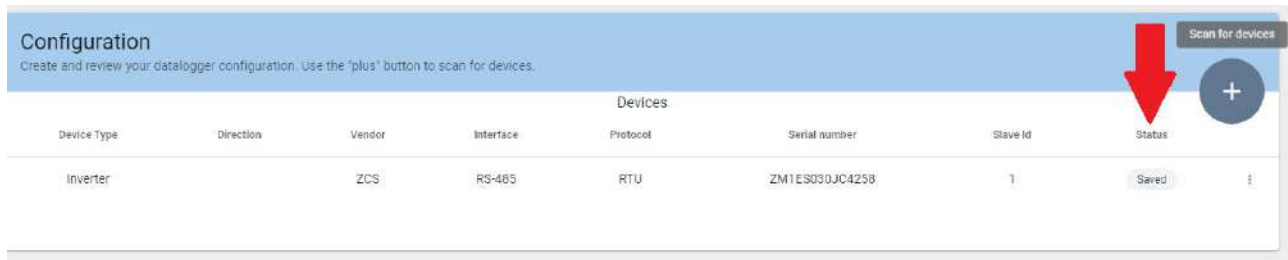 Configuration
Scan for devices
Create and review your datalogger configuration. Use the "plus" button to scan for devices.
+
Devices
Device Type Direction Vendor Interface Protocol Serial number Slave Id Status
Inverter ZCS RS-485 RTU ZM1ES030JC4258 1 Saved